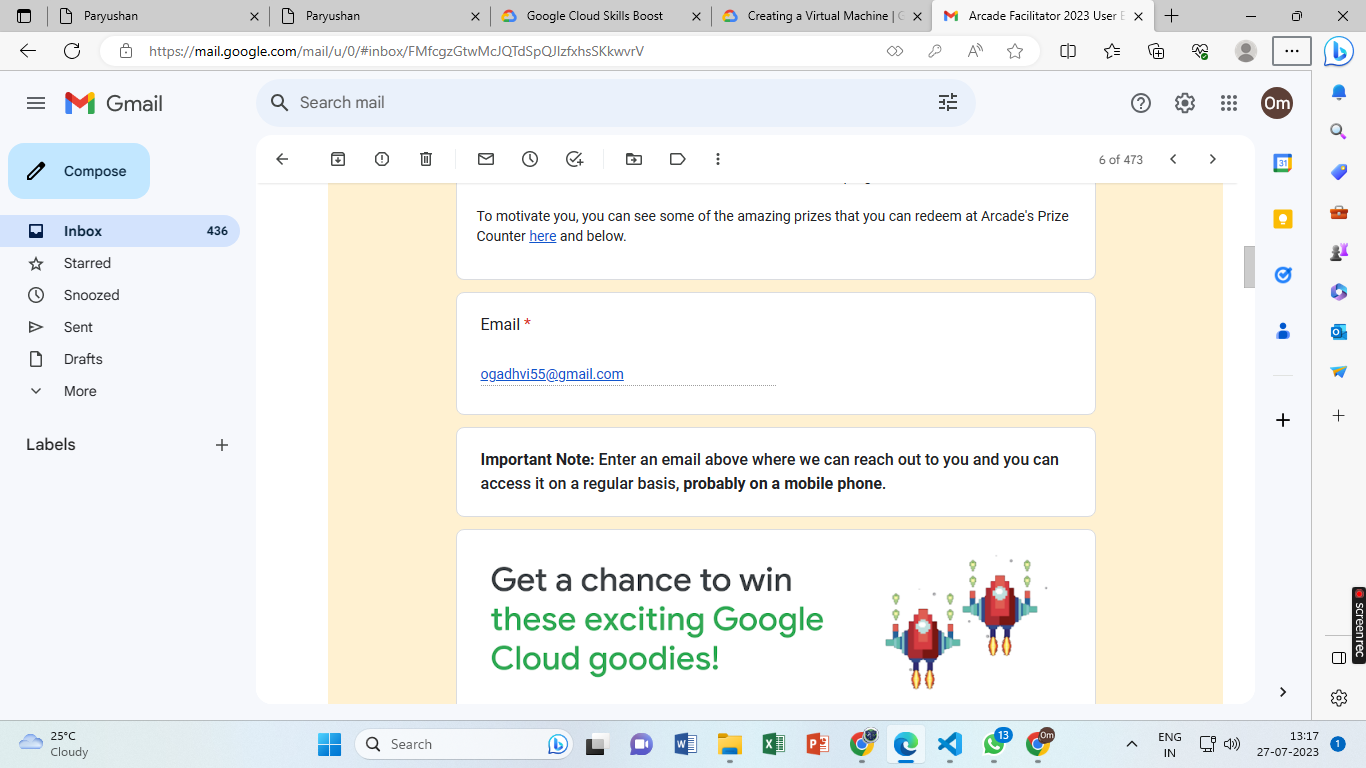 Paryushan
Paryushan
Google Cloud Skills Boost
Creating a Virtual Machine | G
Arcade Facilitator 2023 User E
https://mail.google.com/mail/u/0/#inbox/FMfcgzGtwMcJQTdSpQJlzfxhsSKkwvrV
Gmail
Search mail
Om
Compose
6 of 473
Inbox 436
Starred
Snoozed
Sent
Drafts
More
Labels
To motivate you, you can see some of the amazing prizes that you can redeem at Arcade's Prize
Counter here and below.
Email *
ogadhvi55@gmail.com
Important Note: Enter an email above where we can reach out to you and you can
access it on a regular basis, probably on a mobile phone.
Get a chance to win
these exciting Google
Cloud goodies!
31
screenrec
25°C
Cloudy
Search
13
Om
ENG
IN
13:17
27-07-2023
1